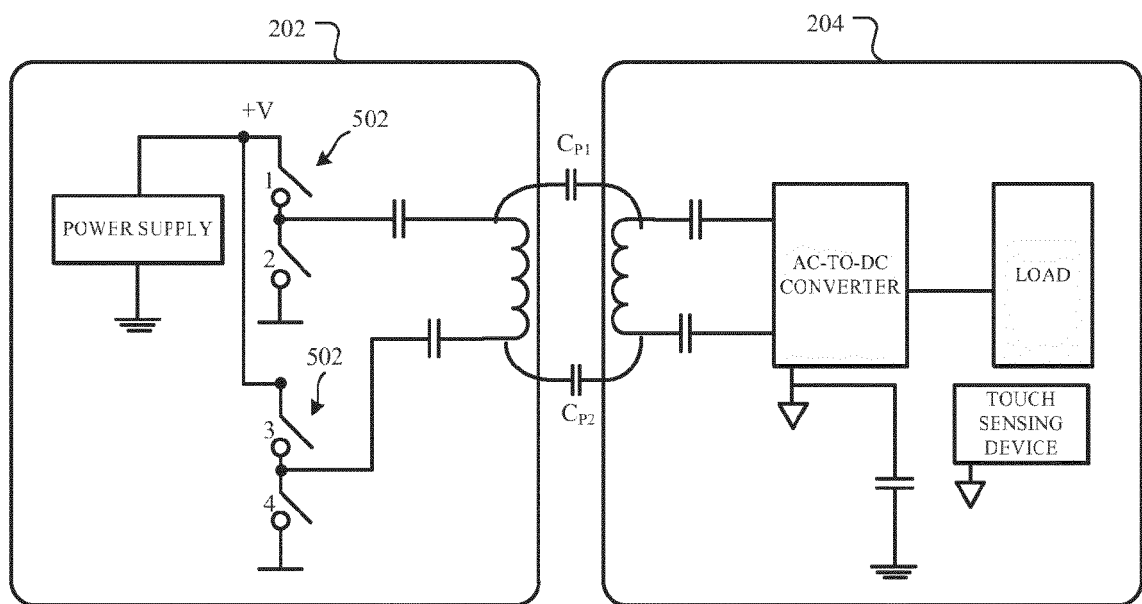 202
204
+V
502
1
POWER SUPPLY
2
502
3
4
CP1
CP2
AC-TO-DC
CONVERTER
LOAD
TOUCH
SENSING
DEVICE